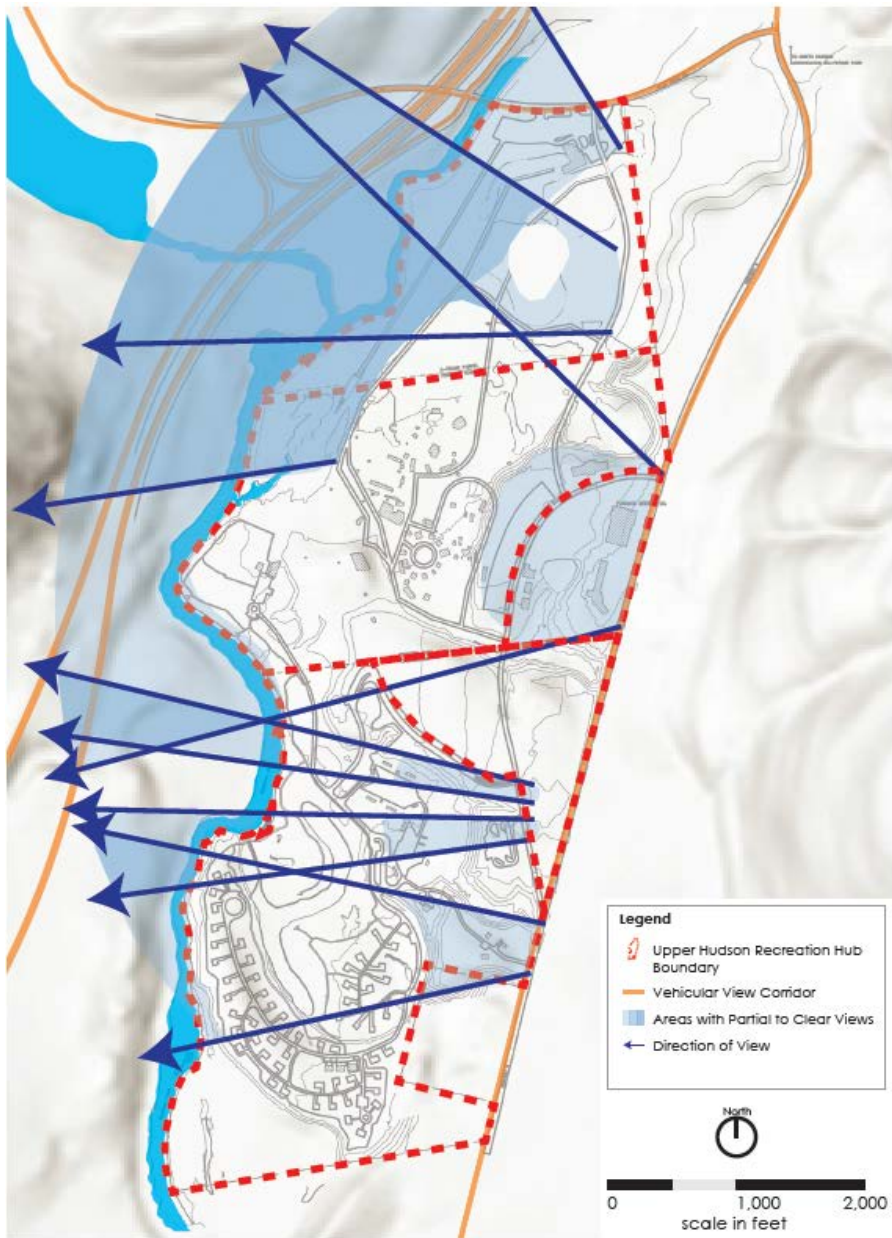 Legend
Upper Hudson Recreation Hub
Boundary
Vehicular View Corridor
Areas with Partial to Clear Views
Direction of View
North
0 1,000 2,000
scale in feet